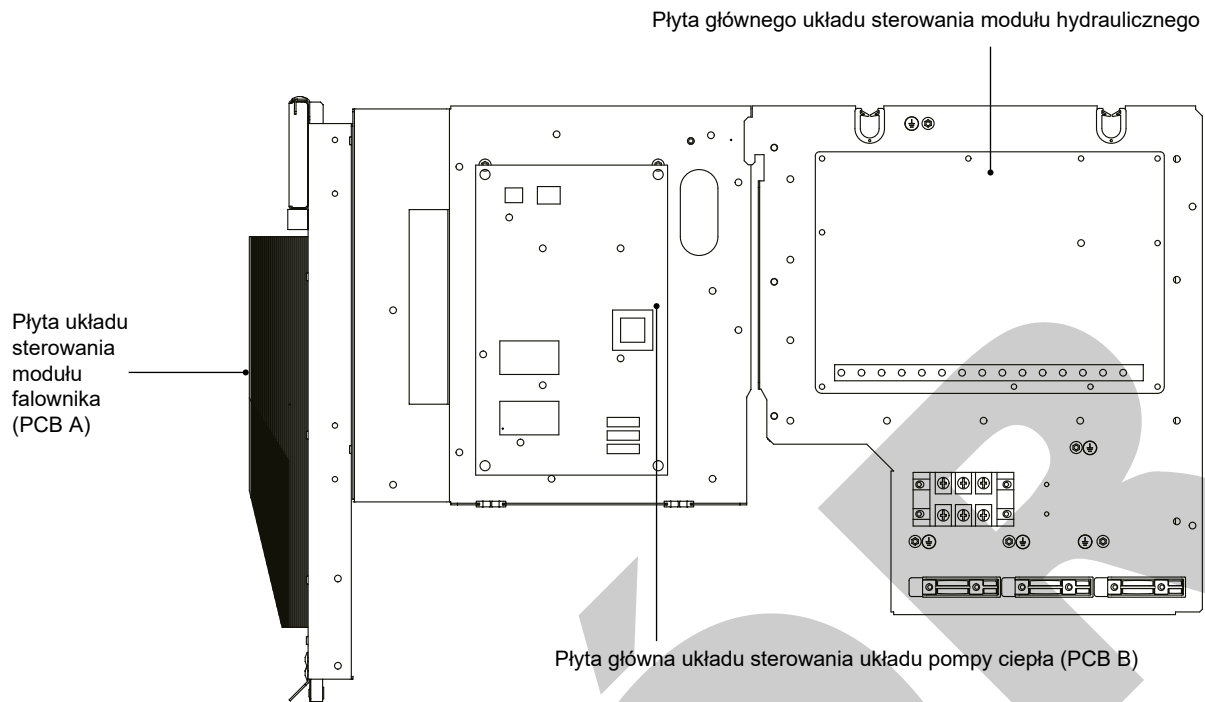 Płyta głównego układu sterowania modułu hydraulicznego
Płyta układu
sterowania
modułu
falownika
(PCB A)
Płyta główna układu sterowania układu pompy ciepła (PCB B)